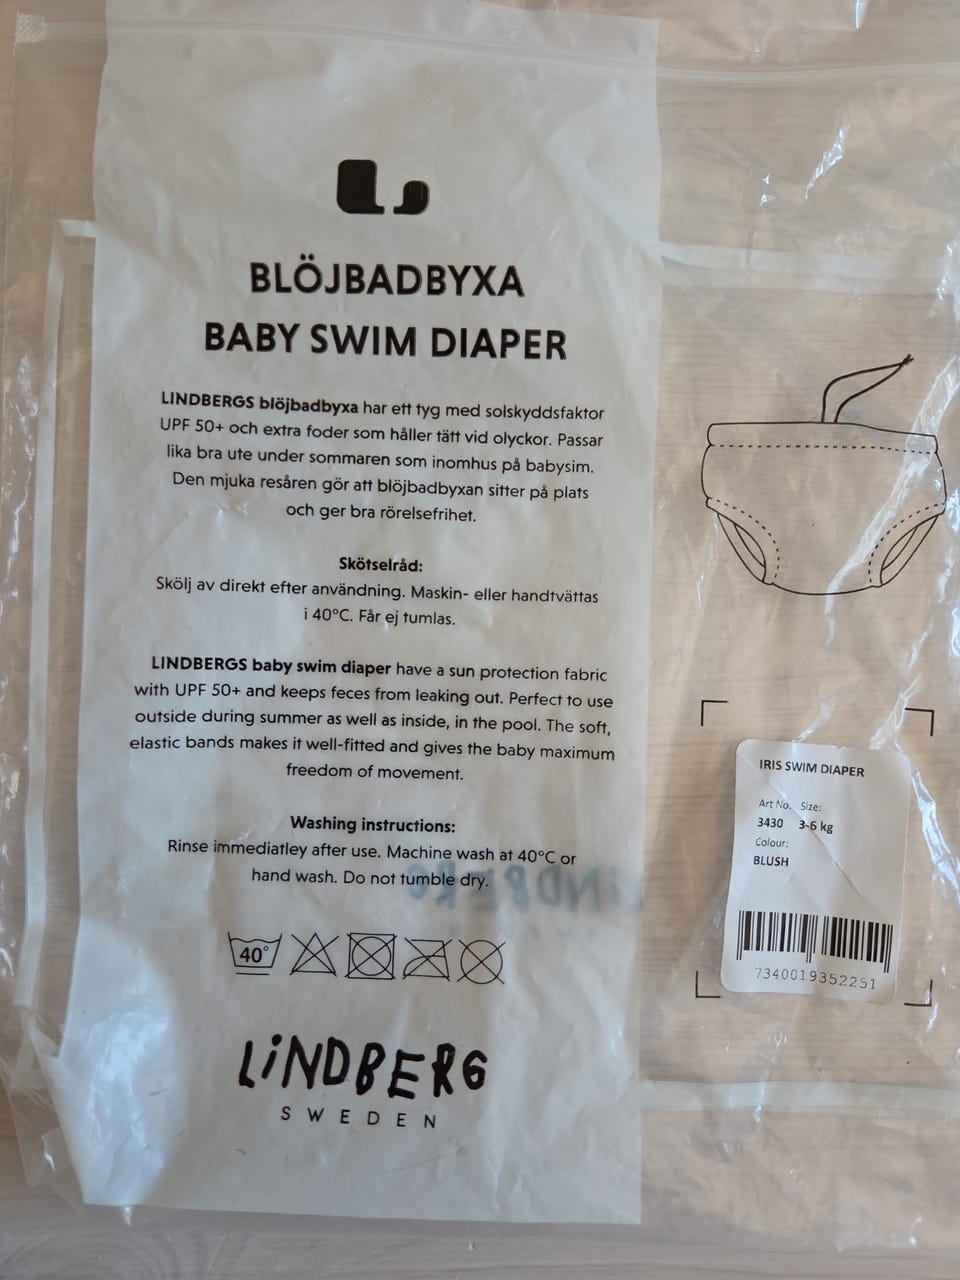 BLÖJBADBYXA
BABY SWIM DIAPER
LINDBERGS blöjbadbyxa har ett tyg med solskyddsfaktor
UPF 50+ och extra foder som håller tätt vid olyckor. Passar
lika bra ute under sommaren som inomhus på babysim.
Den mjuka resåren gör att blöjbadbyxan sitter på plats
och ger bra rörelsefrihet.
Skötselråd:
Skölj av direkt efter användning. Maskin- eller handtvättas
i 40°C. Får ej tumlas.
LINDBERGS baby swim diaper have a sun protection fabric
with UPF 50+ and keeps feces from leaking out. Perfect to use
outside during summer as well as inside, in the pool. The soft,
elastic bands makes it well-fitted and gives the baby maximum
freedom of movement.
Washing instructions:
Rinse immediatley after use. Machine wash at 40°C or
hand wash. Do not tumble dry.
LINDBERG
40°
LiNDBERG
SWEDEN
IRIS SWIM DIAPER
Art No: Size:
3430 3-6 kg
Colour:
BLUSH
7340019352251